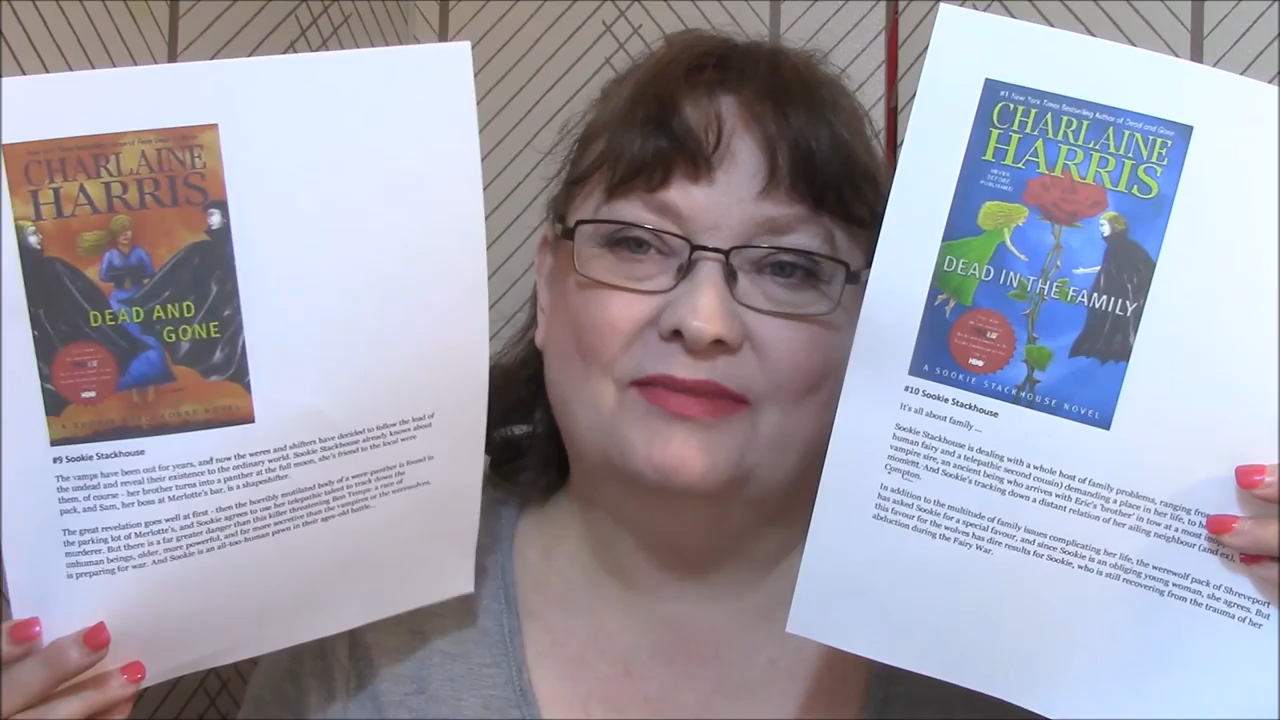 CHARLAINE
HARRIS
DEAD AND
GONE
HBO
A SOOKIE STACKHOUSE NOVEL
#9 Sookie Stackhouse
The vamps have been out for years, and now the weres and shifters have decided to follow the lead of
the undead and reveal their existence to the ordinary world. Sookie Stackhouse already knows about
them, of course - her brother turns into a panther at the full moon, she's friend to the local were
pack, and Sam, her boss at Merlotte's bar, is a shapeshifter.
The great revelation goes well at first - then the horribly mutilated body of a were-panther is found in
the parking lot of Merlotte's, and Sookie agrees to use her telepathic talent to track down the
murderer. But there is a far greater danger than this killer threatening Bon Temps: a race of
unhuman beings, older, more powerful, and far more secretive than the vampires or the werewolves,
is preparing for war. And Sookie is an all-too-human pawn in their ages-old battle...
#1 New York Times Bestselling Author of Dead and Gone
CHARLAINE
HARRIS
NEVER
BEFORE
PUBLISHED
DEAD IN THE FAMILY
HBO
A SOOKIE STACKHOUSE NOVEL
#10 Sookie Stackhouse
It's all about family ...
Sookie Stackhouse is dealing with a whole host of family problems, ranging from
human fairy and a telepathic second cousin) demanding a place in her life, to her
vampire sire, an ancient being who arrives with Eric's 'brother' in tow at a most
moment. And Sookie's tracking down a distant relation of her ailing neighbour (and ex),
Compton.
In addition to the multitude of family issues complicating her life, the werewolf pack of Shreveport
has asked Sookie for a special favour, and since Sookie is an obliging young woman, she agrees. But
this favour for the wolves has dire results for Sookie, who is still recovering from the trauma of her
abduction during the Fairy War.